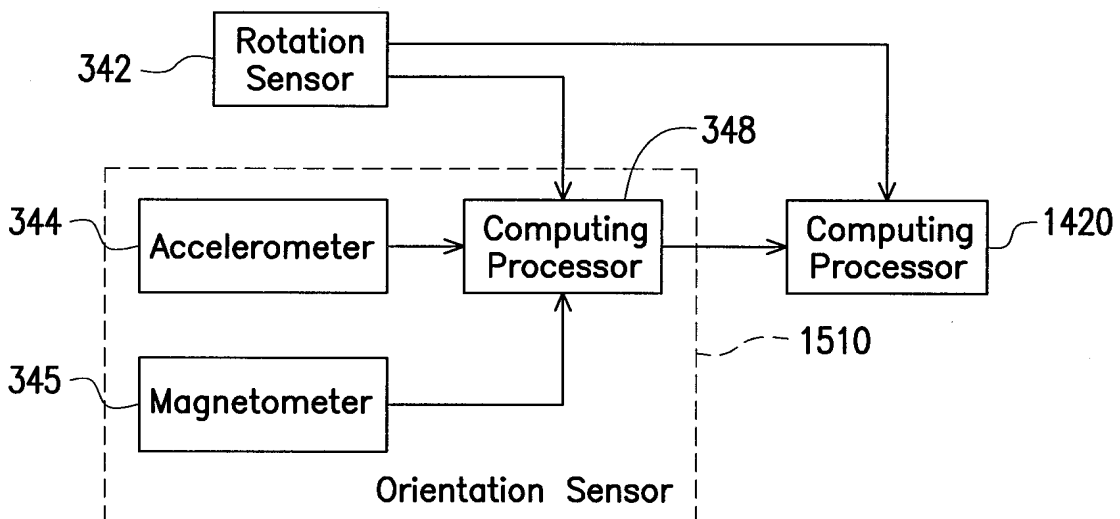 Rotation
Sensor
342
348
344
Accelerometer
Computing
Processor
Computing
Processor
1420
1510
345
Magnetometer
Orientation Sensor